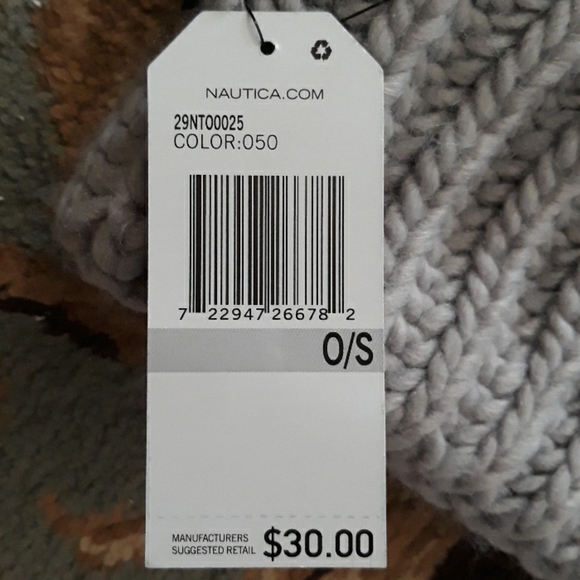 NAUTICA.COM
29NT00025
COLOR:050
7 22947 26678 2
O/S
MANUFACTURERS
SUGGESTED RETAIL $30.00